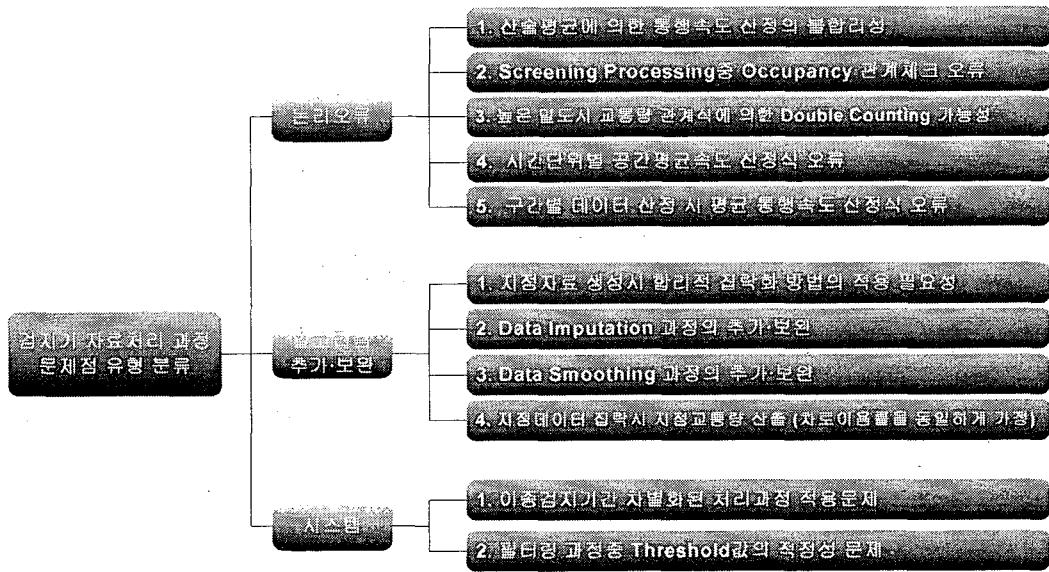 검지기 자료처리 과정
문제점 유형 분류
논리오류
1. 산술평균에 의한 통행속도 산정의 불합리성
2. Screening Processing중 Occupancy 관계체크 오류
3. 높은 밀도시 교통량 관계식에 의한 Double Counting 가능성
4. 시간단위별 공간평균속도 산정식 오류
5. 구간별 데이터 산정 시 평균 통행속도 산정식 오류
추가·보완
1. 지점자료 생성시 합리적 집락화 방법의 적용 필요성
2. Data Imputation 과정의 추가·보완
3. Data Smoothing 과정의 추가·보완
4. 지점데이터 집락시 지점교통량 산출 (차로이용률을 동일하게 가정)
시스템
1. 이종검지기간 차별화된 처리과정 적용문제
2. 필터링 과정중 Threshold값의 적정성 문제